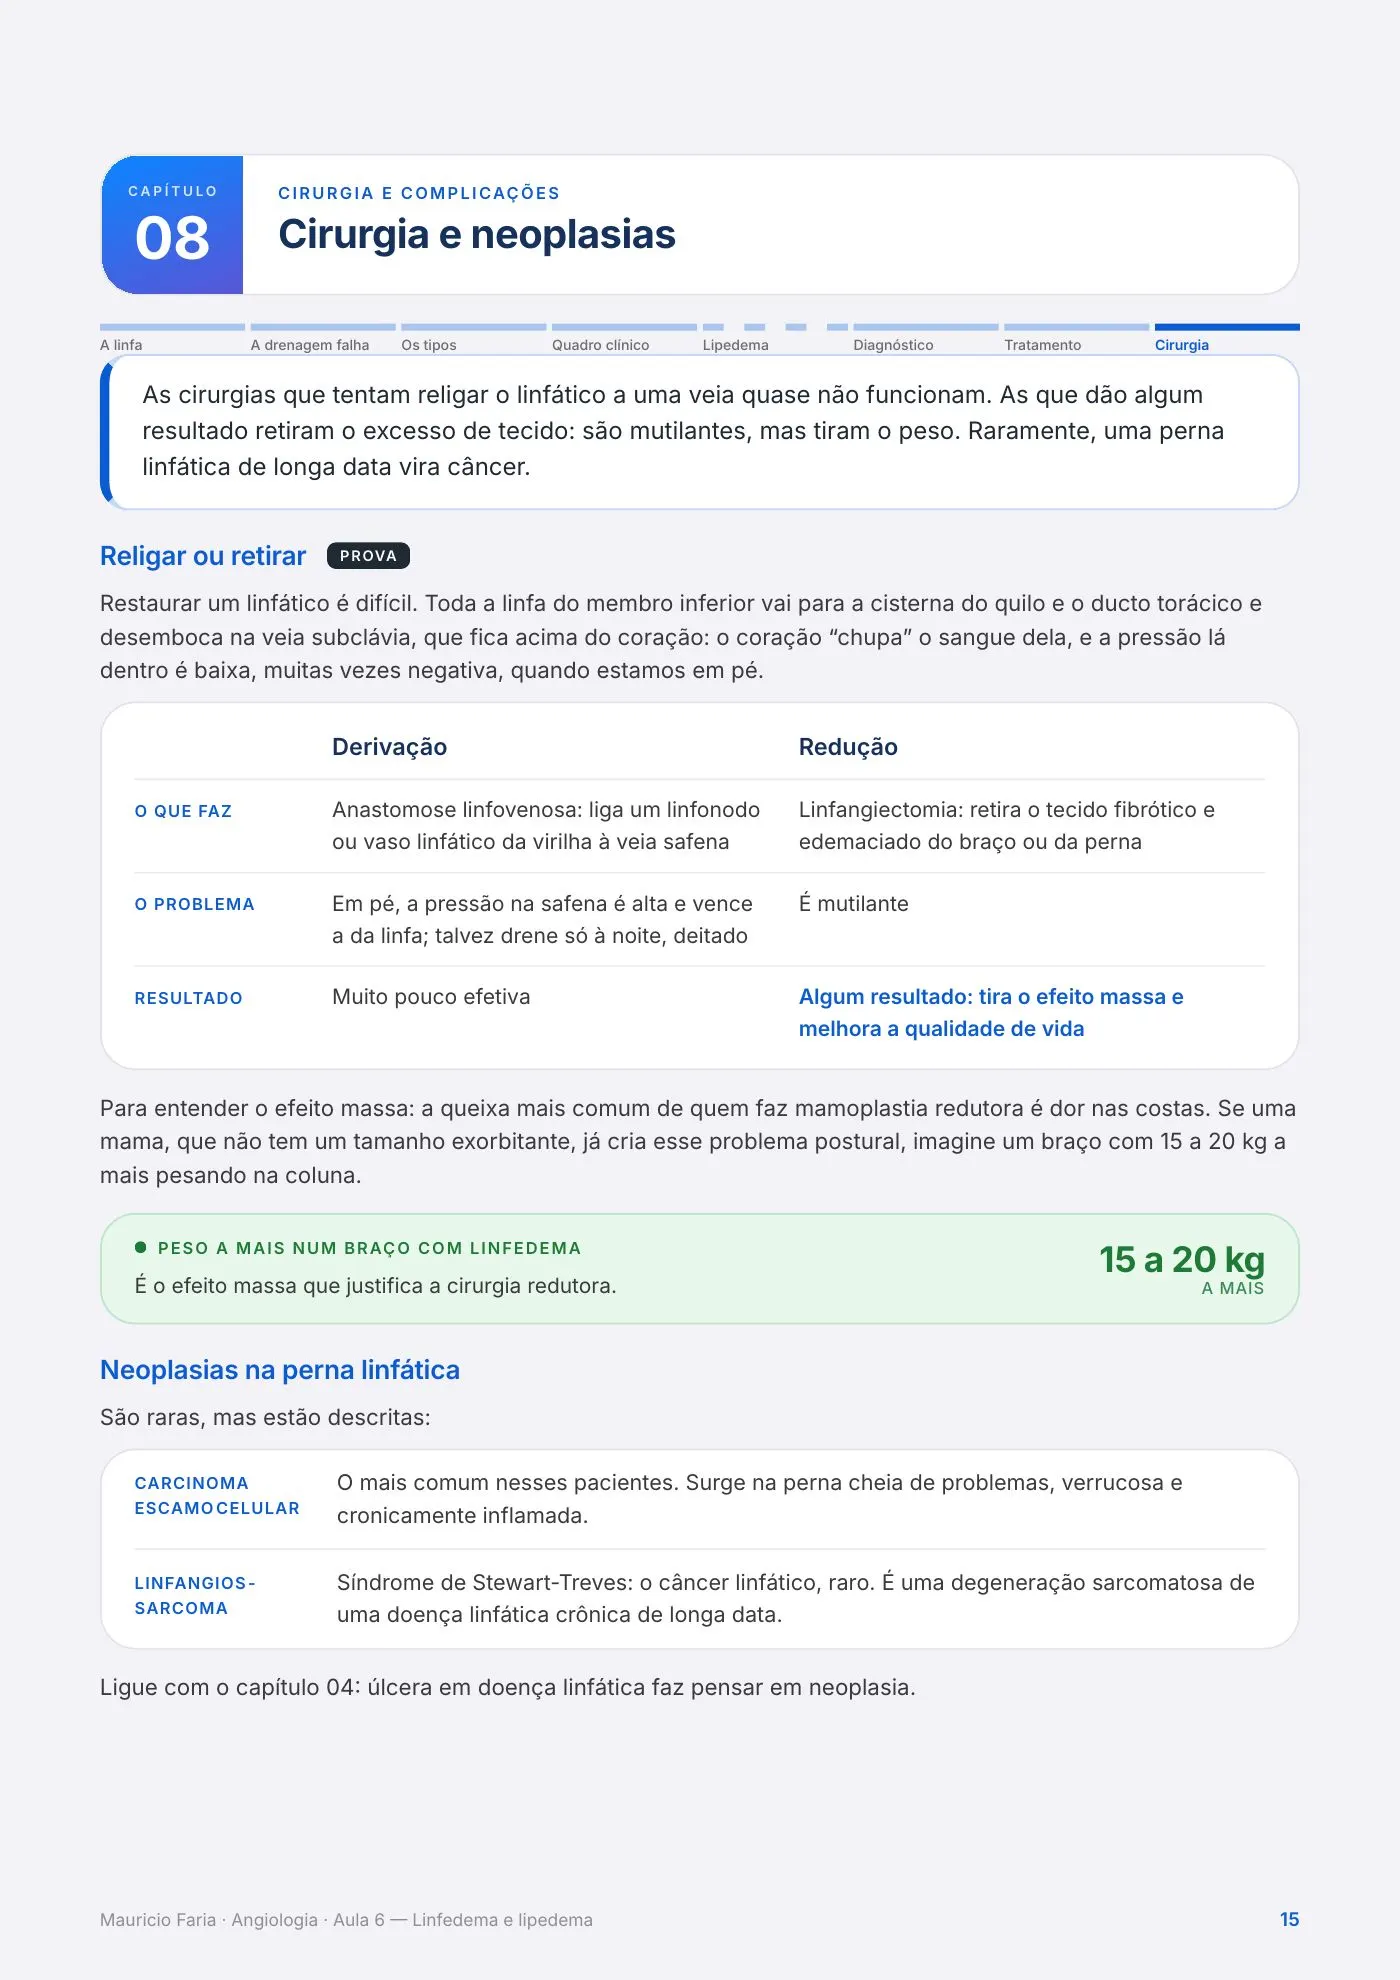 CAPÍTULO
08
CIRURGIA E COMPLICAÇÕES
Cirurgia e neoplasias
A linfa
A drenagem falha
Os tipos
Quadro clínico
Lipedema
Diagnóstico
Tratamento
Cirurgia
As cirurgias que tentam religar o linfático a uma veia quase não funcionam. As que dão algum
resultado retiram o excesso de tecido: são mutilantes, mas tiram o peso. Raramente, uma perna
linfática de longa data vira câncer.
Religar ou retirar PROVA
Restaurar um linfático é difícil. Toda a linfa do membro inferior vai para a cisterna do quilo e o ducto torácico e
desemboca na veia subclávia, que fica acima do coração: o coração “chupa” o sangue dela, e a pressão lá
dentro é baixa, muitas vezes negativa, quando estamos em pé.
Derivação
Redução
O QUE FAZ
Anastomose linfovenosa: liga um linfonodo
ou vaso linfático da virilha à veia safena
Linfangiectomia: retira o tecido fibrótico e
edemaciado do braço ou da perna
O PROBLEMA
Em pé, a pressão na safena é alta e vence
a da linfa; talvez drene só à noite, deitado
É mutilante
RESULTADO
Muito pouco efetiva
Algum resultado: tira o efeito massa e
melhora a qualidade de vida
Para entender o efeito massa: a queixa mais comum de quem faz mamoplastia redutora é dor nas costas. Se uma
mama, que não tem um tamanho exorbitante, já cria esse problema postural, imagine um braço com 15 a 20 kg a
mais pesando na coluna.
PESO A MAIS NUM BRAÇO COM LINFEDEMA
É o efeito massa que justifica a cirurgia redutora.
15 a 20 kg
A MAIS
Neoplasias na perna linfática
São raras, mas estão descritas:
CARCINOMA
ESCAMOCELULAR
O mais comum nesses pacientes. Surge na perna cheia de problemas, verrucosa e
cronicamente inflamada.
LINFANGIOS-
SARCOMA
Síndrome de Stewart-Treves: o câncer linfático, raro. É uma degeneração sarcomatosa de
uma doença linfática crônica de longa data.
Ligue com o capítulo 04: úlcera em doença linfática faz pensar em neoplasia.
Mauricio Faria · Angiologia · Aula 6 — Linfedema e lipedema
15